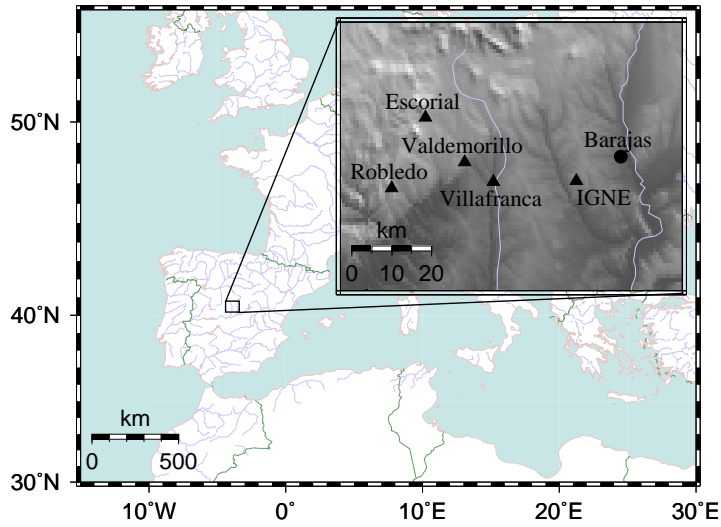 50˚N
40˚N
30˚N
10˚W
0˚
10˚E
20˚E
30˚E
km
0
500
Escorial
Valdemorillo
Barajas
Robledo
Villafranca
IGNE
km
0 10 20